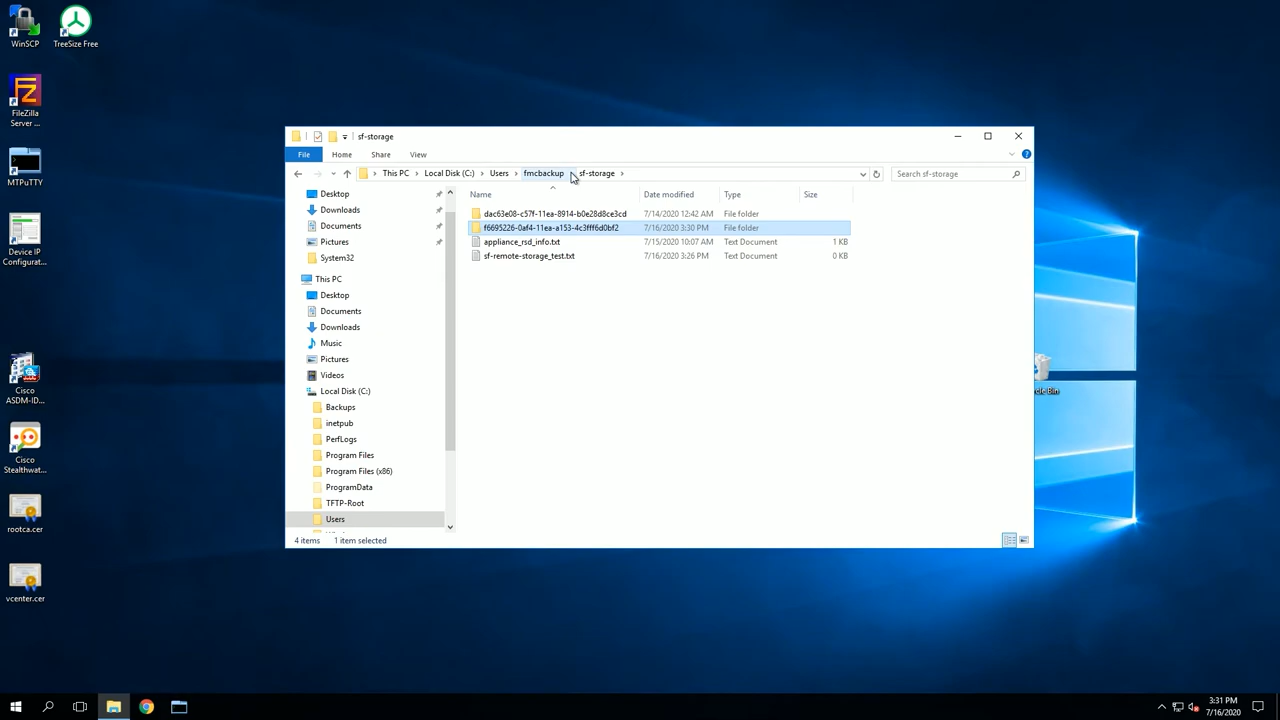 WinSCP
TreeSize Free
FileZilla
Server ...
MTPuTTY
Device IP
Configurat...
Cisco
ASDM-ID...
Cisco
Stealthwat...
rootca.cer
vcenter.cer
sf-storage
File Home Share View
This PC Local Disk (C:) Users fmcbackup sf-storage
Search sf-storage
Name Date modified Type Size
dac63e08-c57f-11ea-8914-b0e28d8ce3cd 7/14/2020 12:42 AM File folder
f6695226-0af4-11ea-a153-4c3fff6d0bf2 7/16/2020 3:30 PM File folder
appliance_rsd_info.txt 7/15/2020 10:07 AM Text Document 1 KB
sf-remote-storage_test.txt 7/16/2020 3:26 PM Text Document 0 KB
Desktop
Downloads
Documents
Pictures
System32
This PC
Desktop
Documents
Downloads
Music
Pictures
Videos
Local Disk (C:)
Backups
inetpub
PerfLogs
Program Files
Program Files (x86)
ProgramData
TFTP-Root
Users
4 items 1 item selected
cle Bin
3:31 PM
7/16/2020